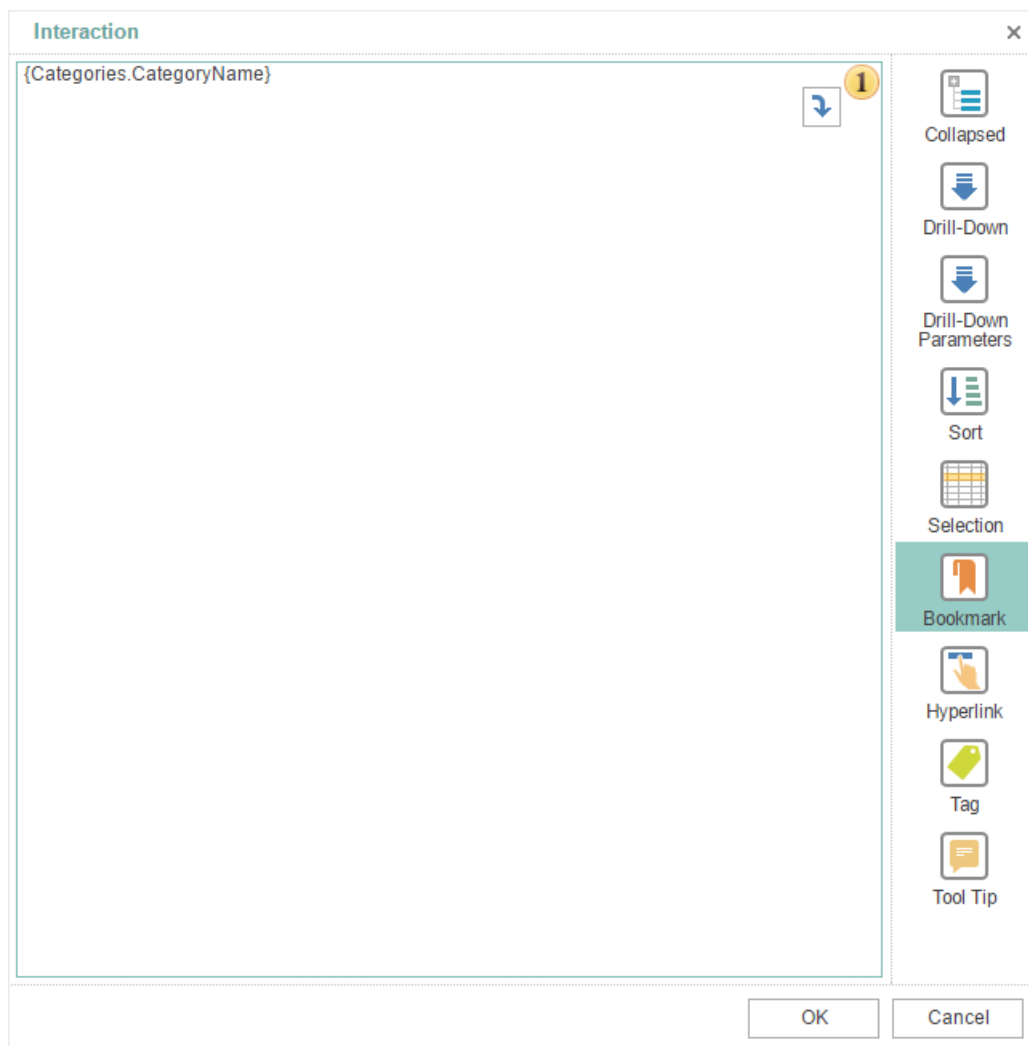 Interaction
{Categories.CategoryName}
1
Collapsed
Drill-Down
Drill-Down
Parameters
Sort
Selection
Bookmark
Hyperlink
Tag
Tool Tip
OK
Cancel